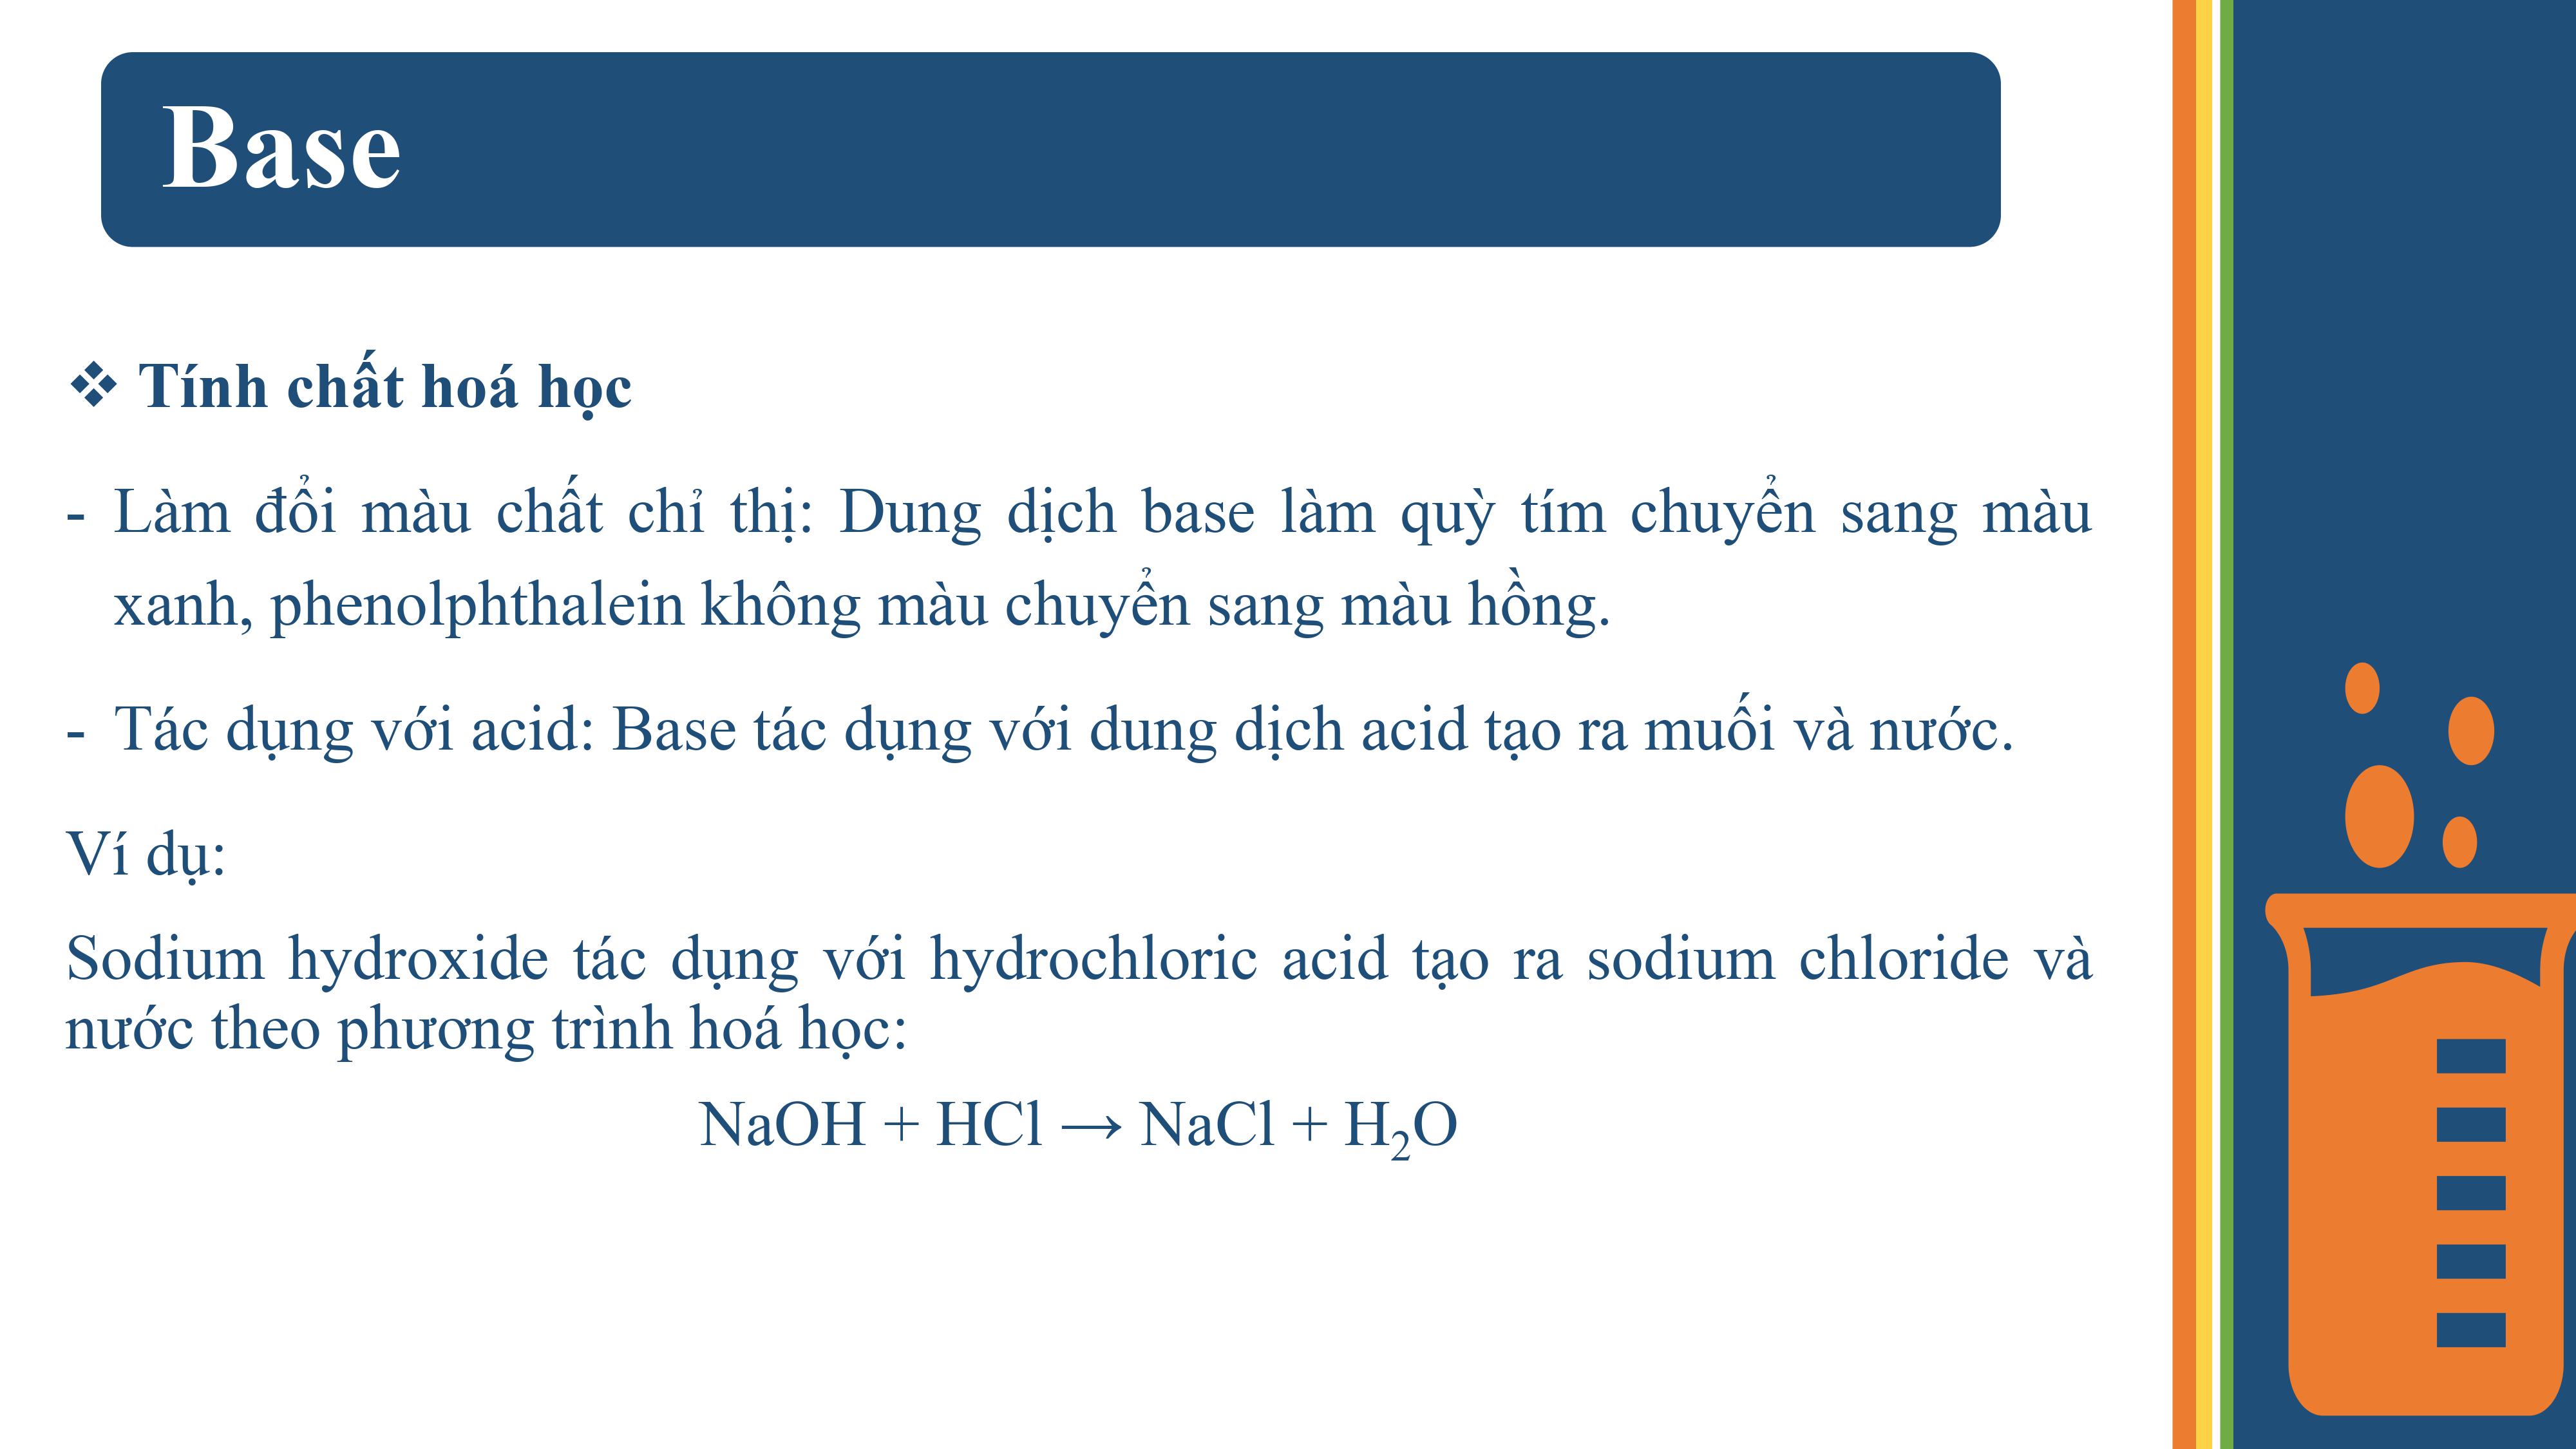 Base
❖ Tính chất hoá học
- Làm đổi màu chất chỉ thị: Dung dịch base làm quỳ tím chuyển sang màu
xanh, phenolphthalein không màu chuyển sang màu hồng.
- Tác dụng với acid: Base tác dụng với dung dịch acid tạo ra muối và nước.
Ví dụ:
Sodium hydroxide tác dụng với hydrochloric acid tạo ra sodium chloride và
nước theo phương trình hoá học:
NaOH + HCl → NaCl + H₂O